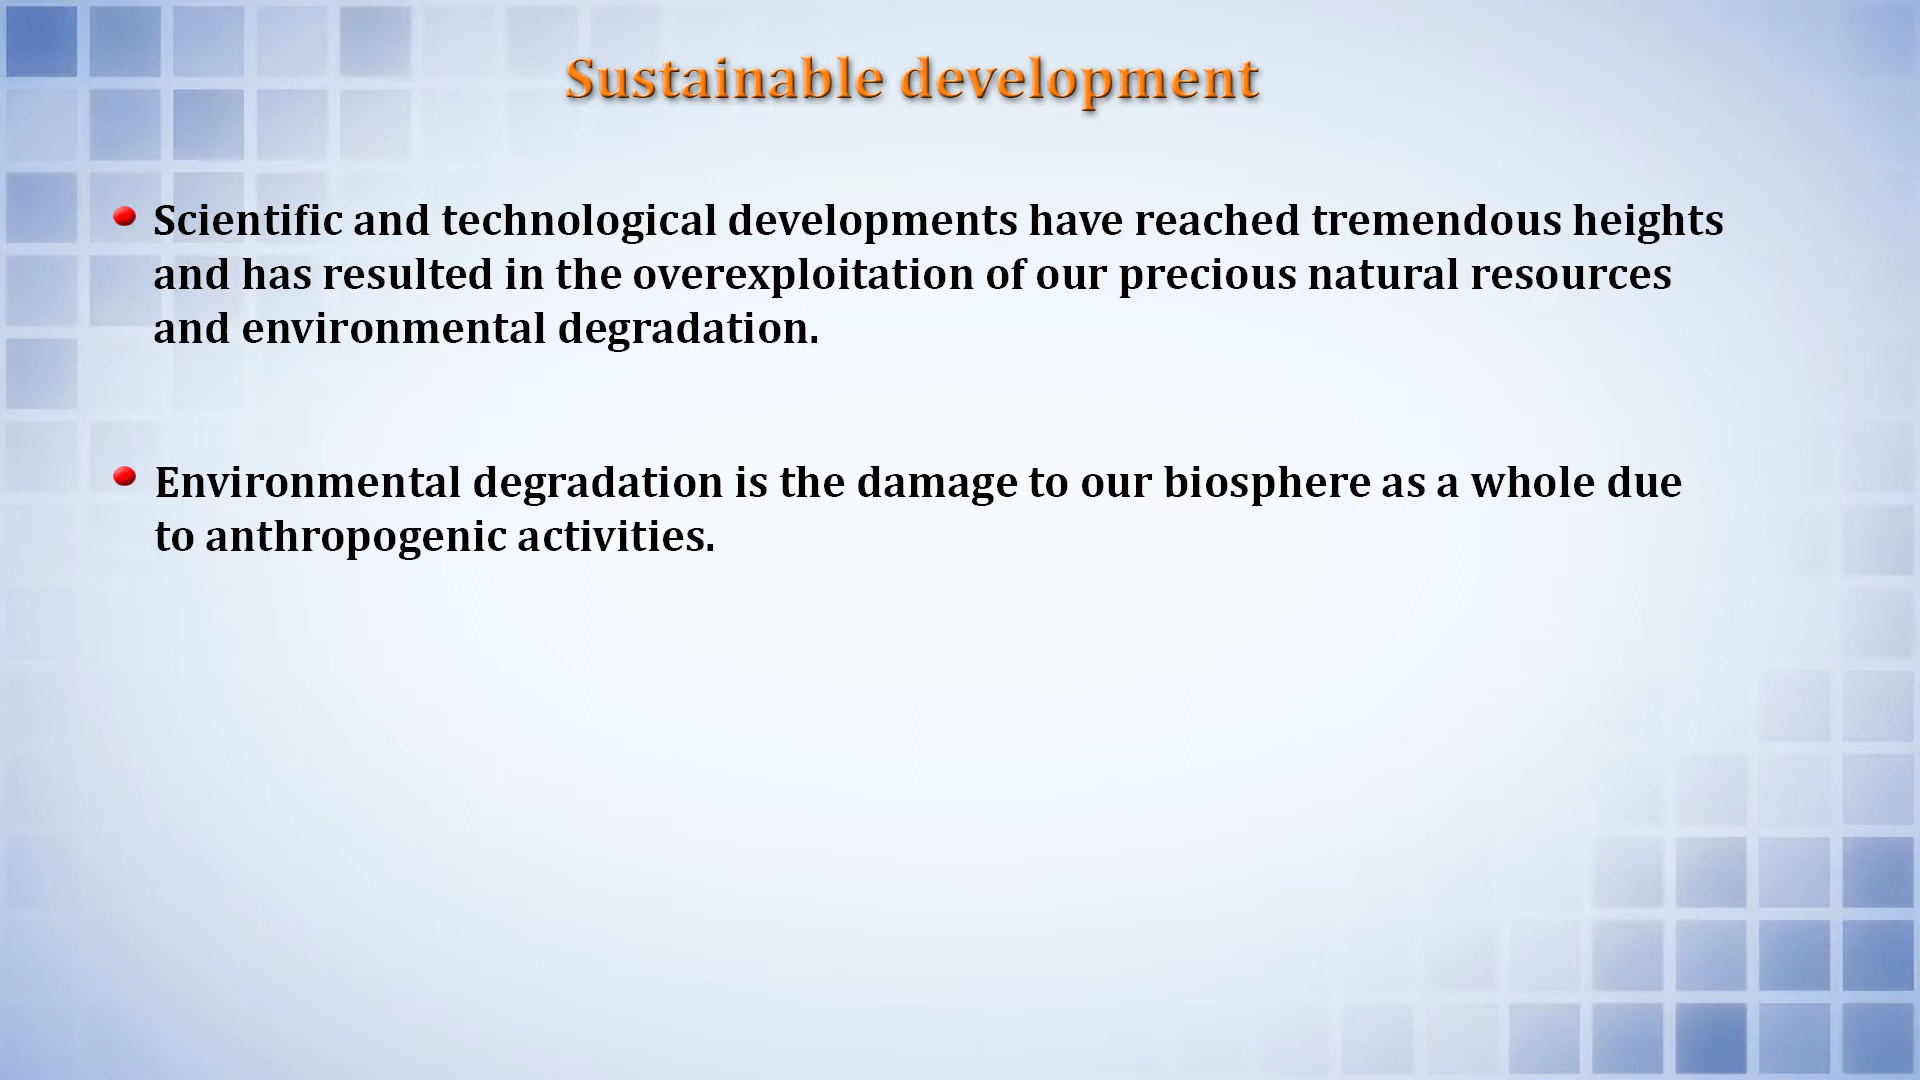 Sustainable development
Scientific and technological developments have reached tremendous heights
and has resulted in the overexploitation of our precious natural resources
and environmental degradation.
Environmental degradation is the damage to our biosphere as a whole due
to anthropogenic activities.